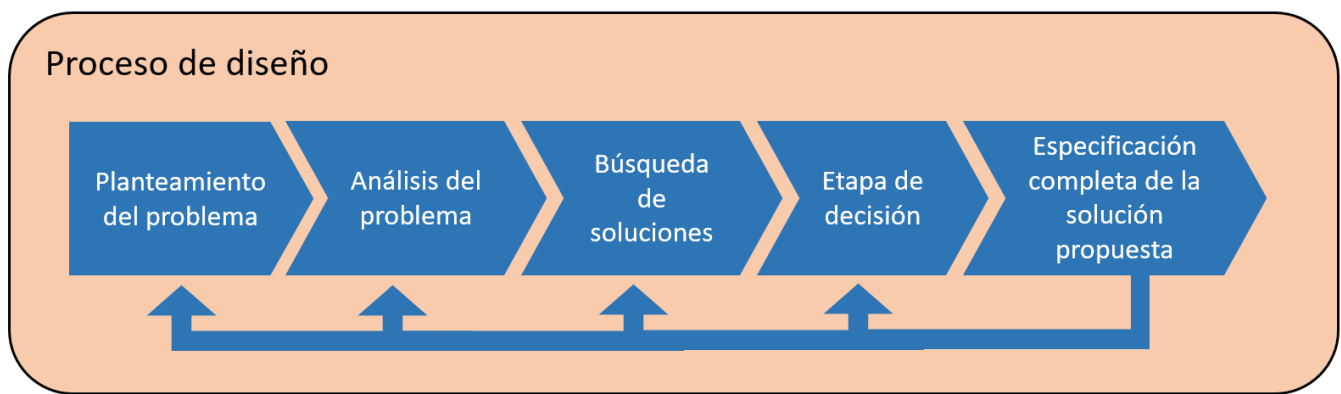 Proceso de diseño
Planteamiento
del problema
Análisis del
problema
Búsqueda
de
soluciones
Etapa de
decisión
Especificación
completa de la
solución
propuesta